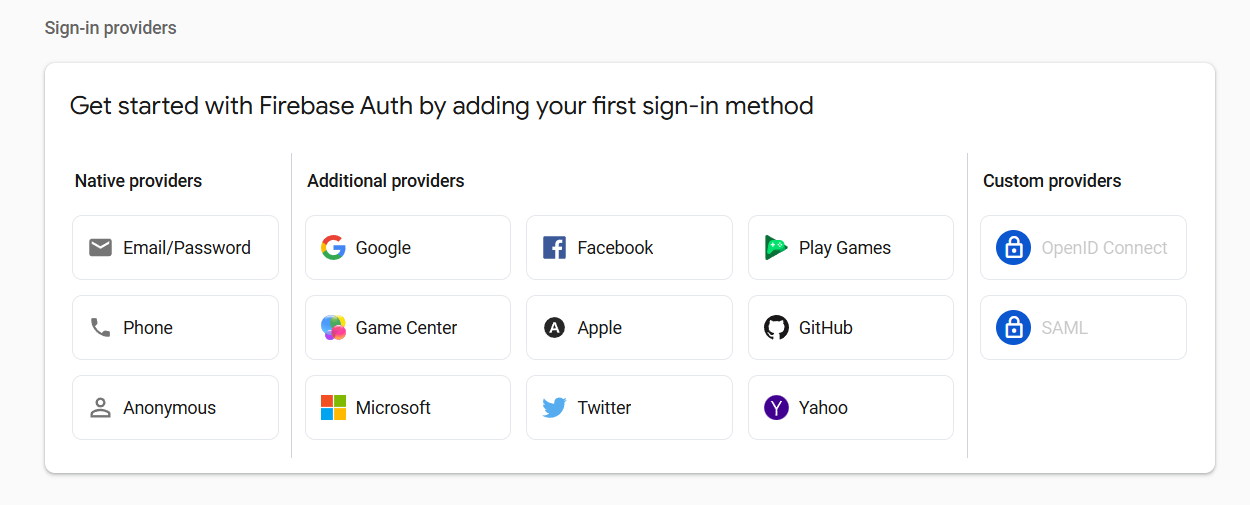 Sign-in providers
Get started with Firebase Auth by adding your first sign-in method
Native providers
Email/Password
Phone
Anonymous
Additional providers
Google
Facebook
Play Games
Game Center
Apple
GitHub
Microsoft
Twitter
Yahoo
Custom providers
OpenID Connect
SAML